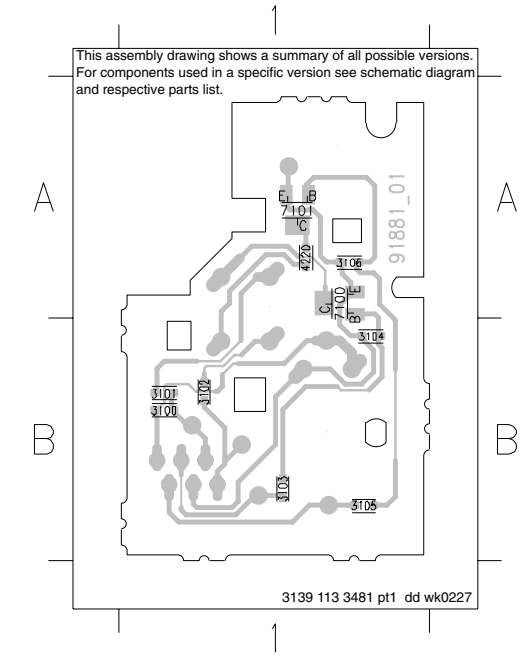 1
This assembly drawing shows a summary of all possible versions.
For components used in a specific version see schematic diagram
and respective parts list.
A
A
E
B
7101
C
91881_01
4220
3106
C
7100
E
B
3104
3101
3100
3102
B
B
3103
3105
3139 113 3481 pt1 dd wk0227
1